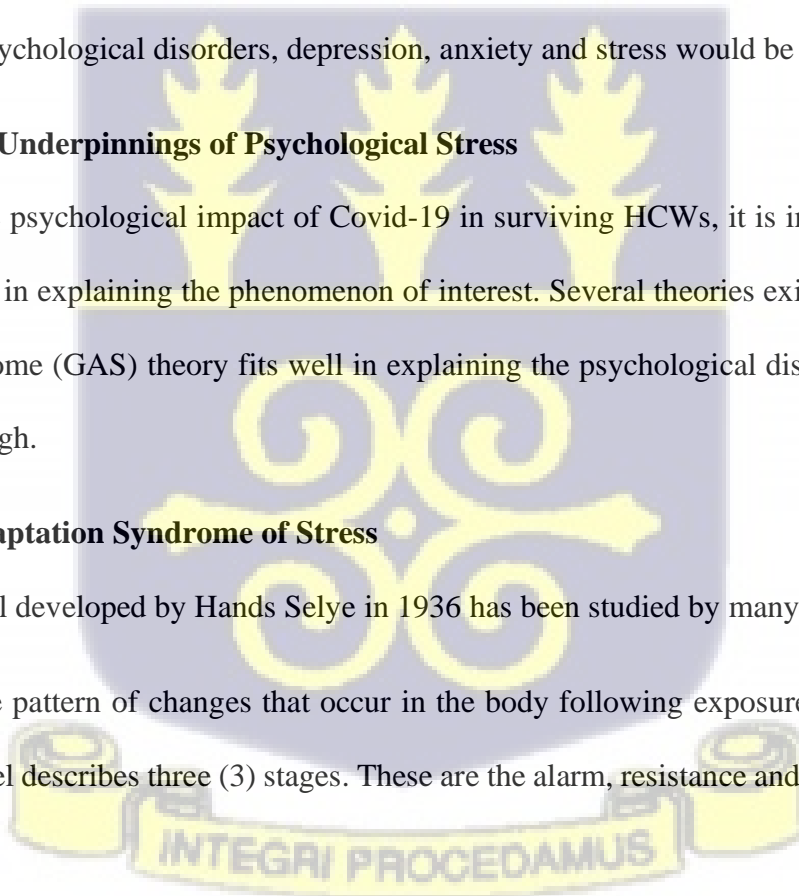 ychological disorders, depression, anxiety and stress would be
Underpinnings of Psychological Stress
psychological impact of Covid-19 in surviving HCWs, it is
in explaining the phenomenon of interest. Several theories
ome (GAS) theory fits well in explaining the psychological
gh.
aptation Syndrome of Stress
l developed by Hands Selye in 1936 has been studied by many
e pattern of changes that occur in the body following exposure
el describes three (3) stages. These are the alarm, resistance and
INTEGRI PROCEDAMUS